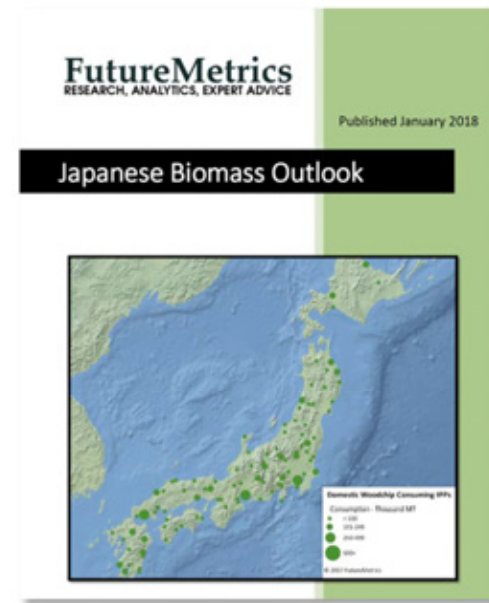 FutureMetrics
RESEARCH, ANALYTICS, EXPERT ADVICE
Published January 2018
Japanese Biomass Outlook
Domestic Woodchip Consuming IPPs
Consumption - Thousand MT
© 2017 FutureMetrics